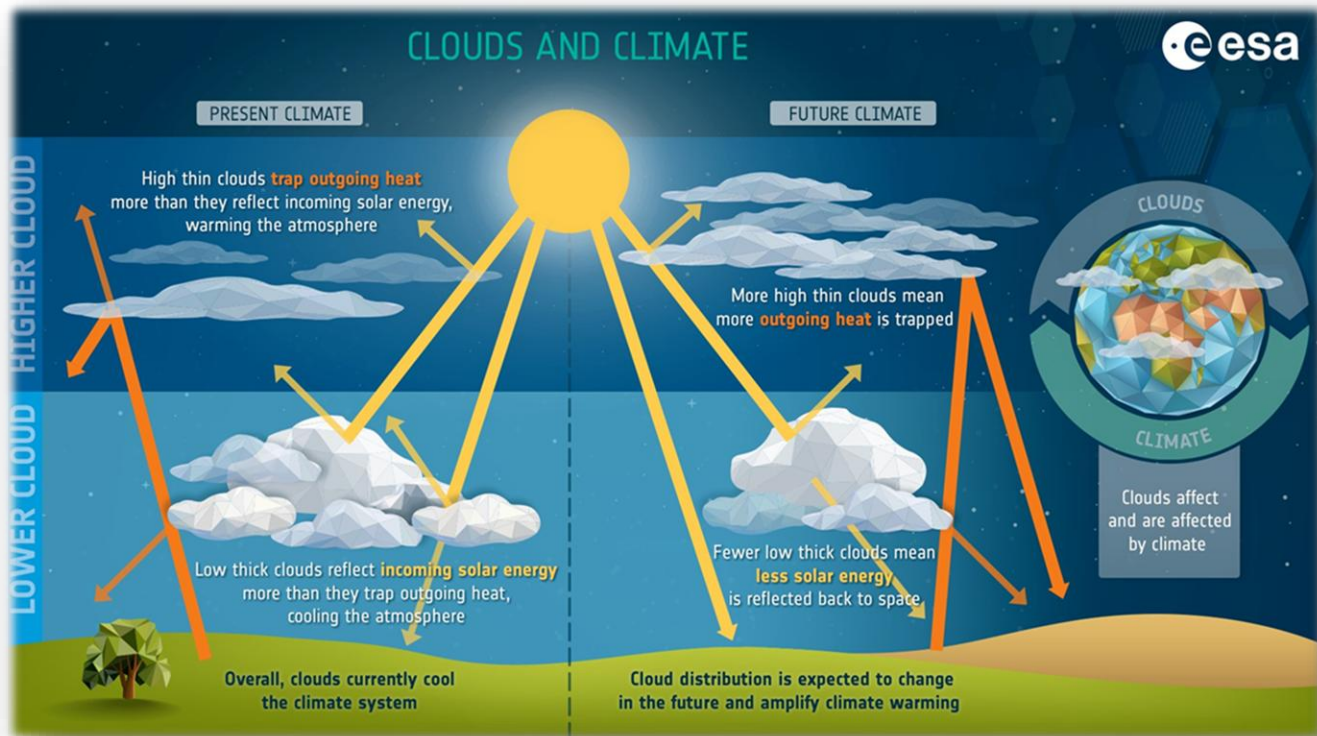 CLOUDS AND CLIMATE
esa
PRESENT CLIMATE
FUTURE CLIMATE
HIGHER CLOUD
LOWER CLOUD
High thin clouds trap outgoing heat
more than they reflect incoming solar energy,
warming the atmosphere
More high thin clouds mean
more outgoing heat is trapped
Low thick clouds reflect incoming solar energy
more than they trap outgoing heat,
cooling the atmosphere
Fewer low thick clouds mean
less solar energy
is reflected back to space
Overall, clouds currently cool
the climate system
Cloud distribution is expected to change
in the future and amplify climate warming
CLOUDS
CLIMATE
Clouds affect
and are affected
by climate